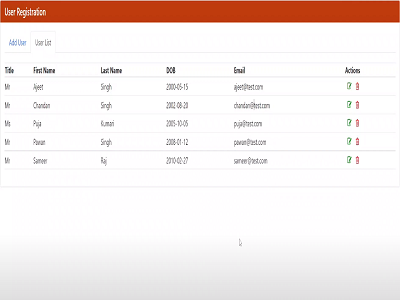 User Registration
Add User User List
Title First Name Last Name DOB Email Actions
Mr Ajeet Singh 2000-05-15 ajeet@test.com
Mr Chandan Singh 2002-08-20 chandan@test.com
Ms Puja Kumari 2005-10-05 puja@test.com
Mr Pawan Singh 2008-01-12 pawan@test.com
Mr Sameer Raj 2010-02-27 sameer@test.com